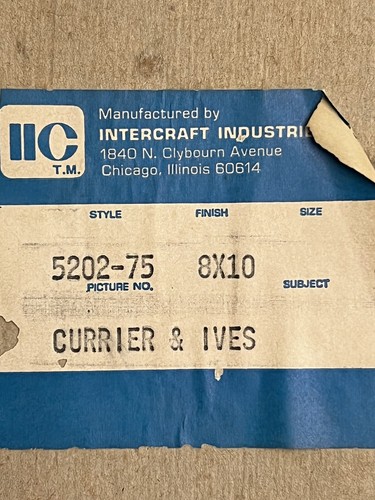 IIC
T.M.
Manufactured by
INTERCRAFT INDUSTRIE
1840 N. Clybourn Avenue
Chicago, Illinois 60614
STYLE FINISH SIZE
5202-75 8X10
PICTURE NO. SUBJECT
CURRIER & IVES